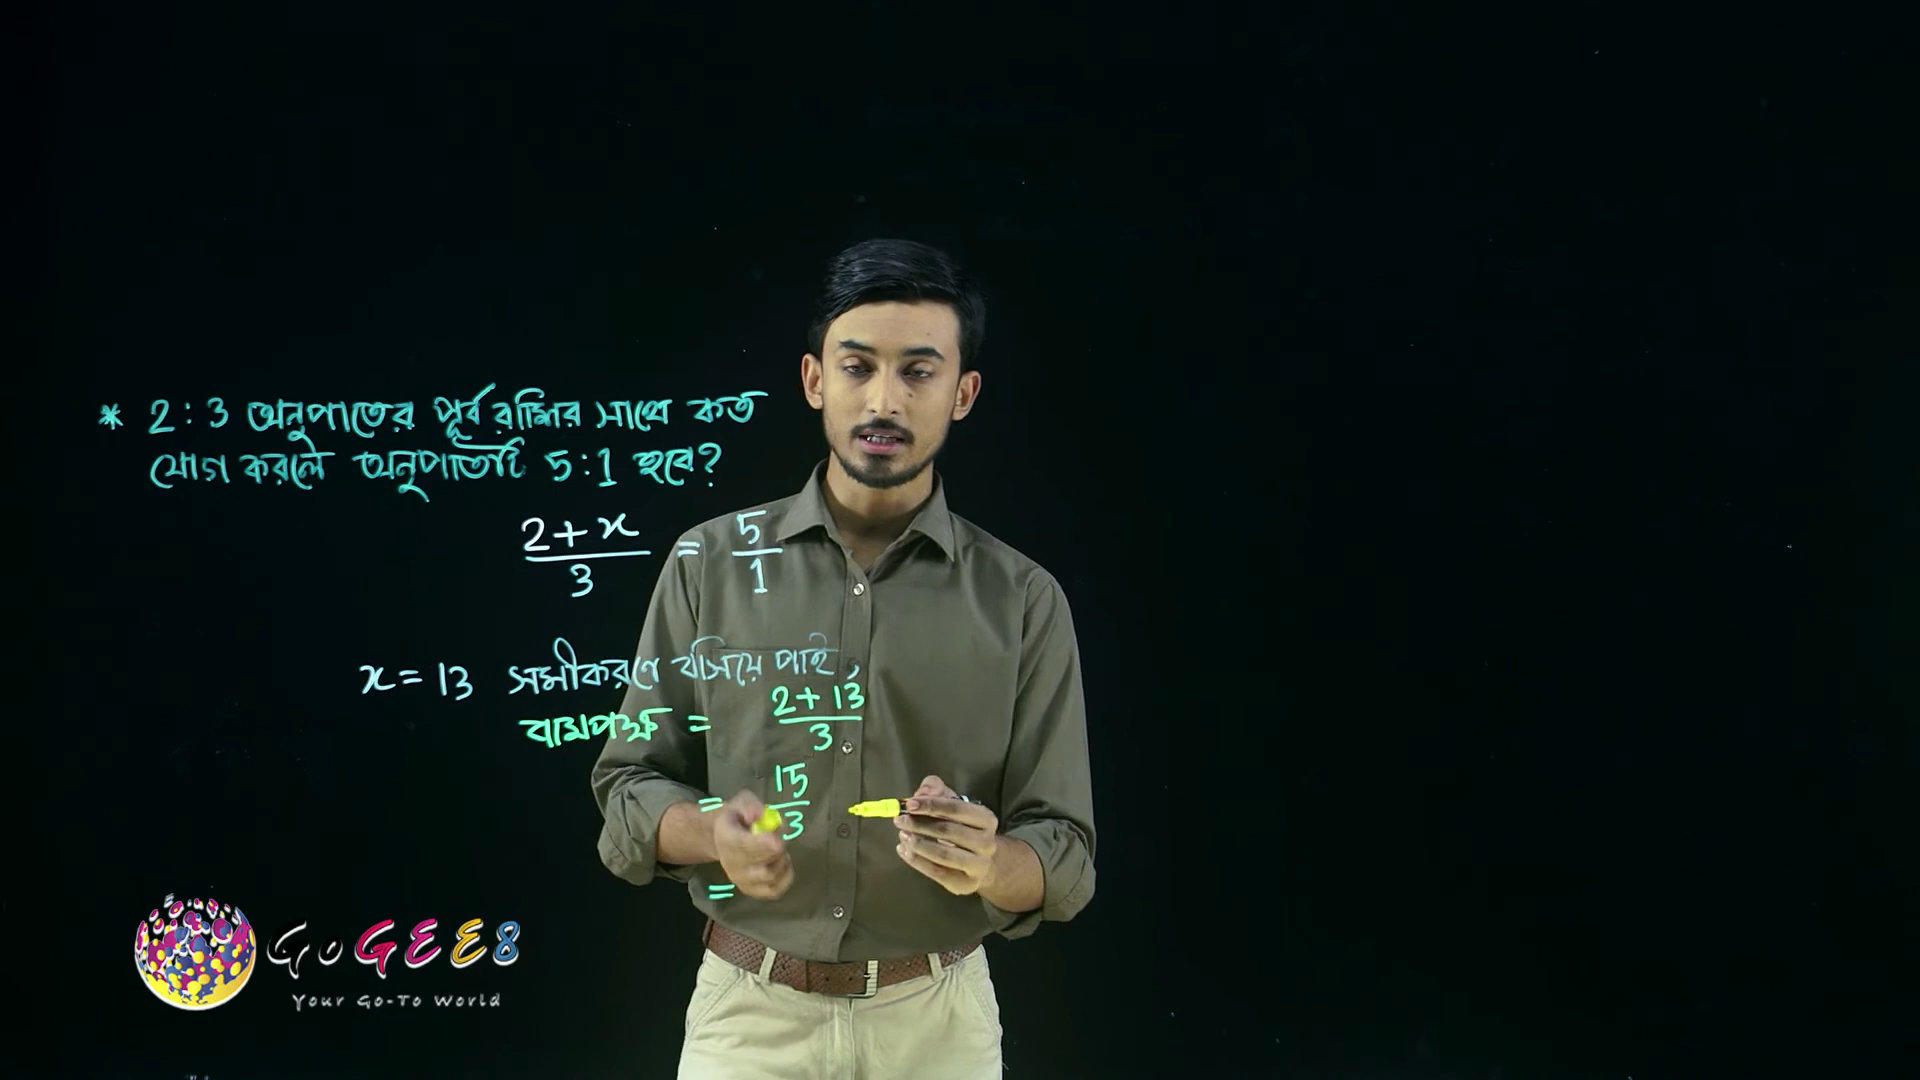 * 2 : 3 অনুপাতের পূর্ব রাশির সাথে কত
যোগ করলে অনুপাতটি 5 : 1 হবে?
2 + x / 3 = 5 / 1
x = 13 সমীকরণে বসিয়ে পাই,
বামপক্ষ = 2 + 13 / 3
= 15 / 3
=
GoGEE8
Your Go-To World